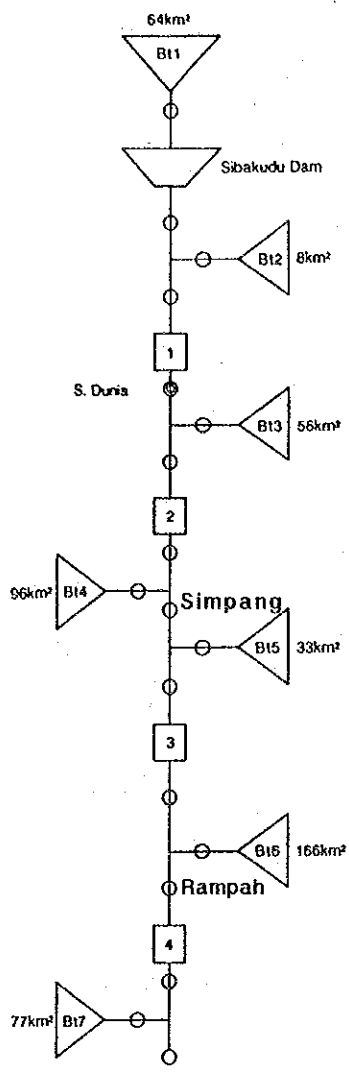 64km²
Bt1
Sibakudu Dam
Bt2 8km²
1
S. Dunis
Bt3 56km²
2
96km² Bt4
Simpang
Bt5 33km²
3
Bt6 166km²
Rampah
4
77km² Bt7